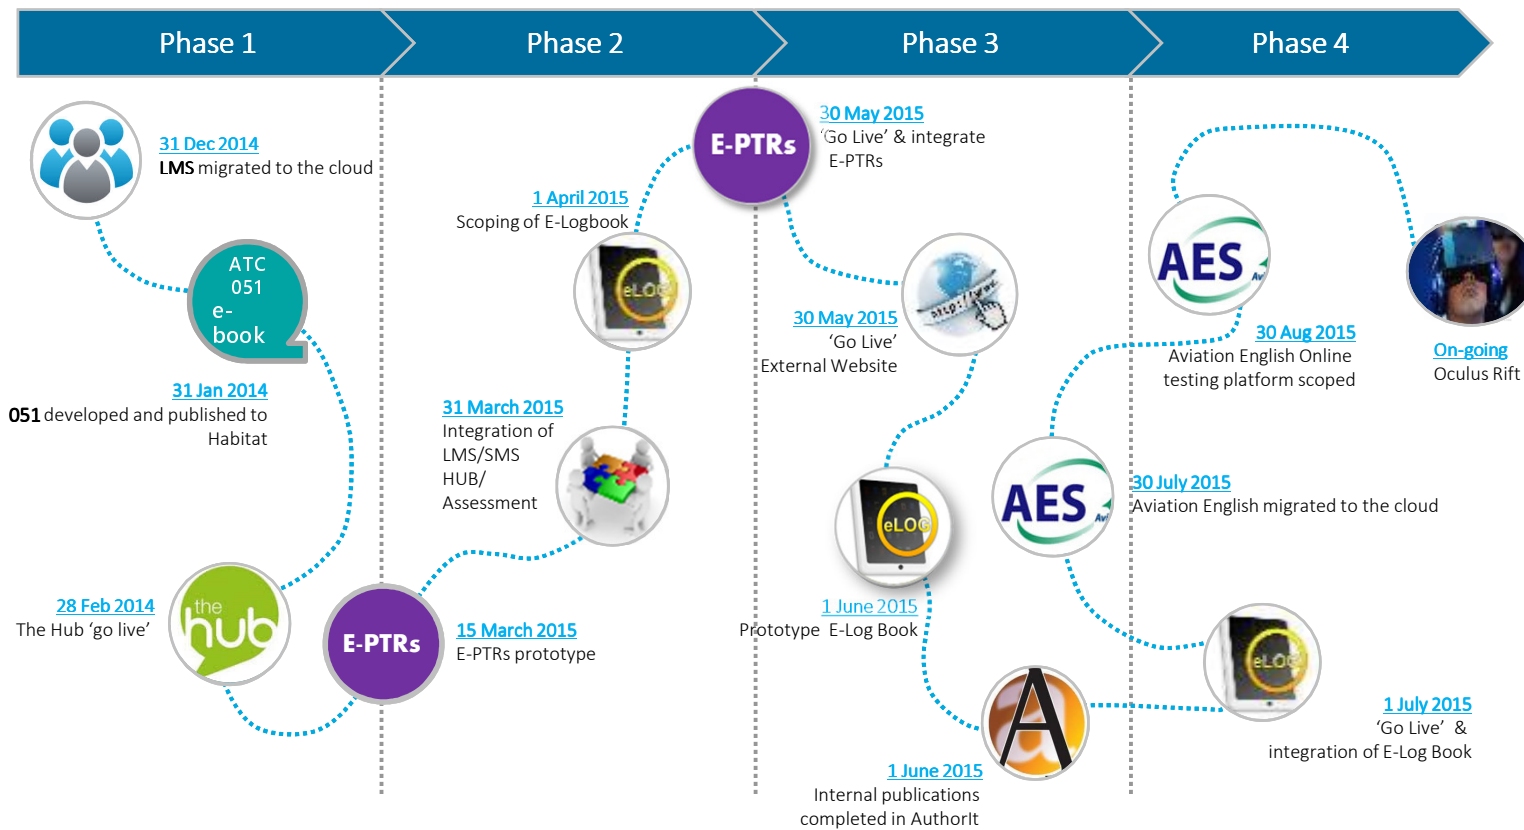 Phase 1
Phase 2
Phase 3
Phase 4
31 Dec 2014
LMS migrated to the cloud
ATC
051
e-
book
31 Jan 2014
051 developed and published to
Habitat
28 Feb 2014
The Hub ‘go live’
the
hub
E-PTRs
15 March 2015
E-PTRs prototype
31 March 2015
Integration of
LMS/SMS
HUB/
Assessment
1 April 2015
Scoping of E-Logbook
eLOG
E-PTRs
30 May 2015
‘Go Live’ & integrate
E-PTRs
http://www
30 May 2015
‘Go Live’
External Website
eLOG
1 June 2015
Prototype E-Log Book
A
a
1 June 2015
Internal publications
completed in AuthorIt
eLOG
1 July 2015
‘Go Live’ &
integration of E-Log Book
AES
Avi
30 July 2015
Aviation English migrated to the cloud
AES
Av
30 Aug 2015
Aviation English Online
testing platform scoped
On-going
Oculus Rift